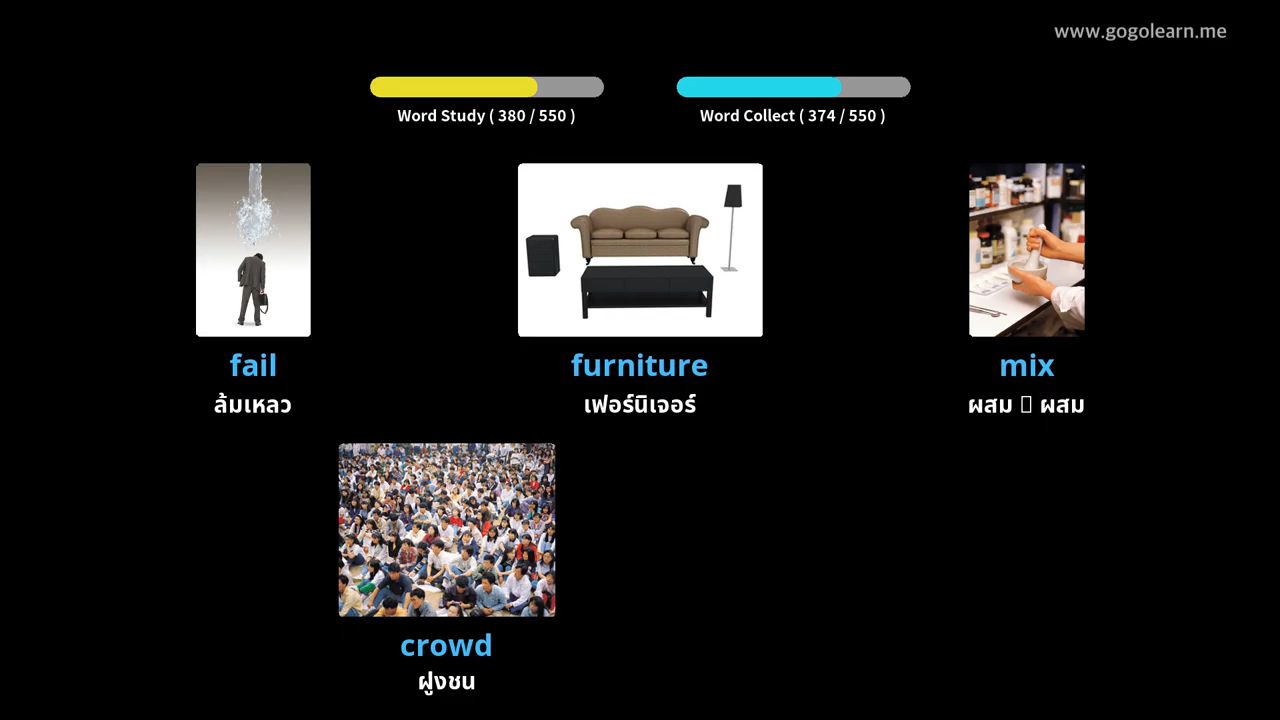 www.gogolearn.me
Word Study ( 380 / 550 )
Word Collect ( 374 / 550 )
fail
ล้มเหลว
furniture
เฟอร์นิเจอร์
mix
ผสม ▯ ผสม
crowd
ฝูงชน